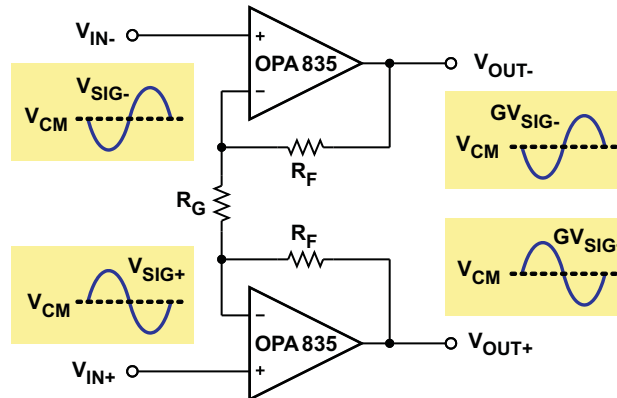 VIN-
+
OPA835
−
VOUT-
VSIG-
VCM
GVSIG-
VCM
RF
RG
RF
VSIG+
VCM
GVSIG
VCM
−
OPA835
+
VOUT+
VIN+